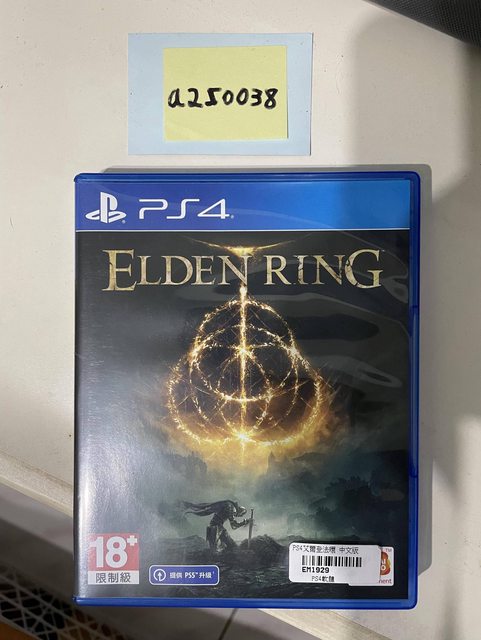 a250038
PS4
ELDEN RING
18+
限制級
提供 PS5™ 升級
PS4艾爾登法環 中文版
EM1929
PS4軟體